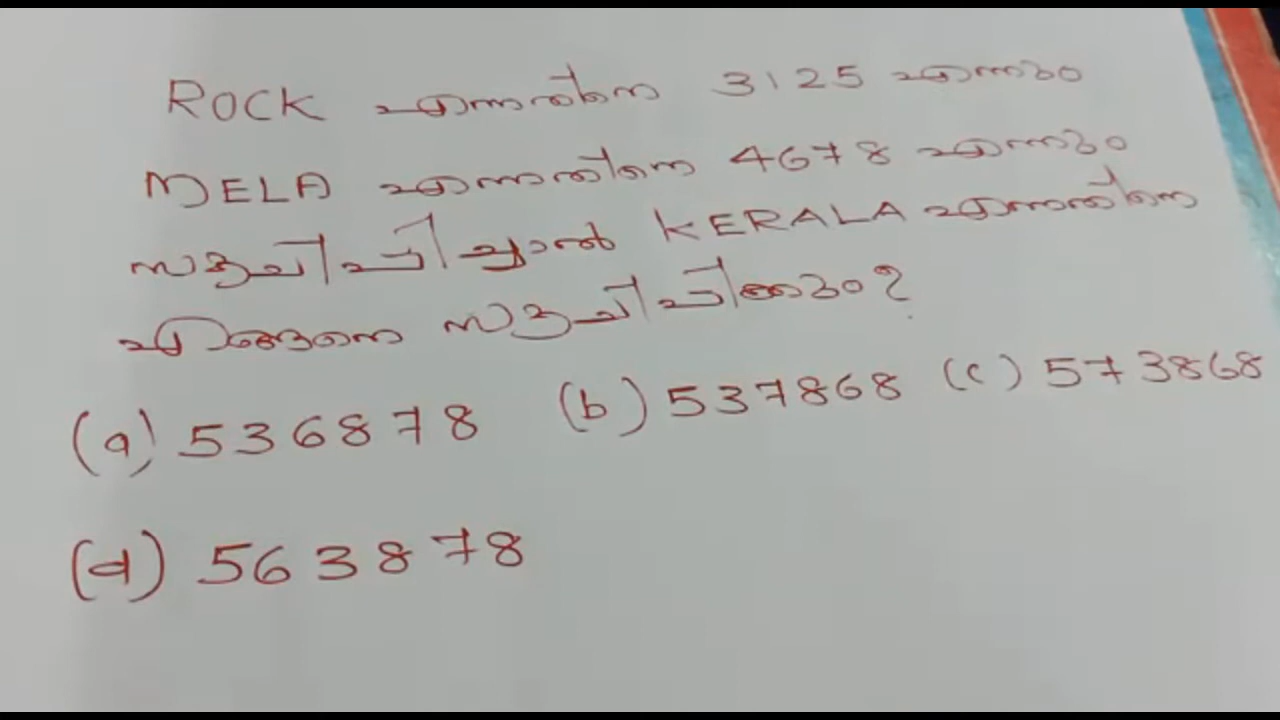 ROCK എന്നതിനെ 3125 എന്നും
MELA എന്നതിനെ 4678 എന്നും
സൂചിപ്പിച്ചാൽ KERALA എന്നതിനെ
എങ്ങനെ സൂചിപ്പിക്കും?
(a) 536878 (b) 537868 (c) 573868
(d) 563878